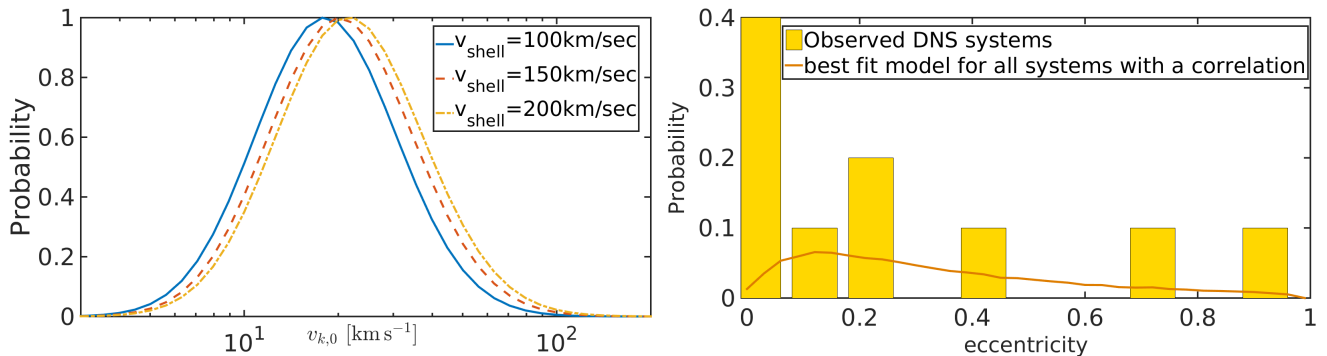 1
0.8
0.6
0.4
0.2
0
Probability
v_shell=100km/sec
v_shell=150km/sec
v_shell=200km/sec
10^1
v_{k,0} [km s^{-1}]
10^2
0.4
0.3
0.2
0.1
0
Probability
Observed DNS systems
best fit model for all systems with a correlation
0 0.2 0.4 0.6 0.8 1
eccentricity